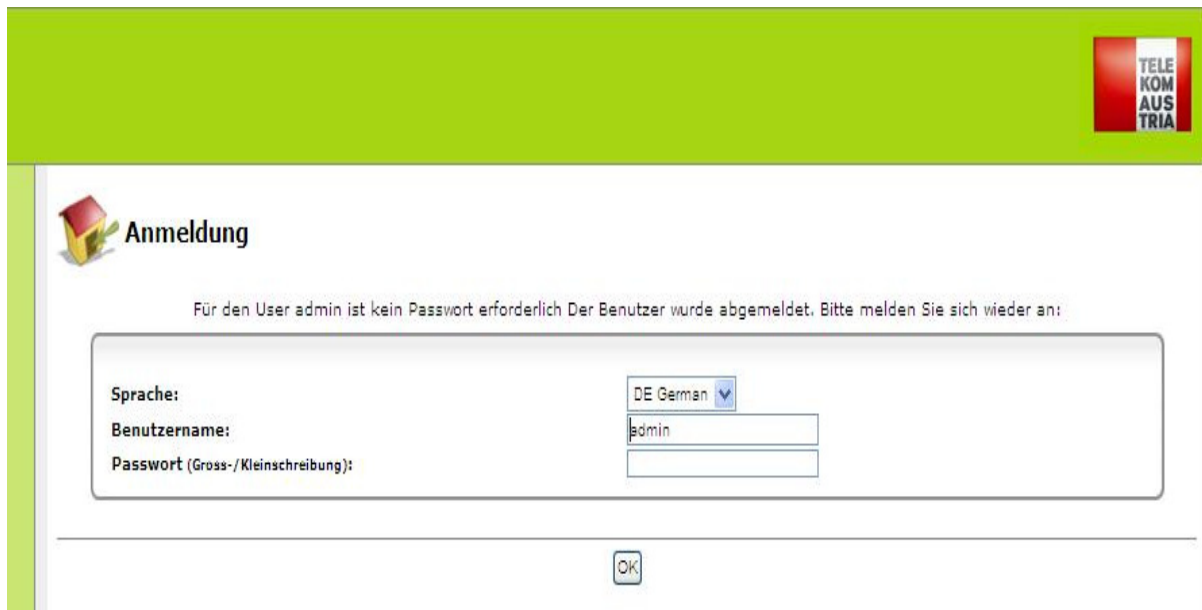 TELE
KOM
AUS
TRIA
Anmeldung
Für den User admin ist kein Passwort erforderlich Der Benutzer wurde abgemeldet. Bitte melden Sie sich wieder an:
Sprache: DE German
Benutzername: admin
Passwort (Gross-/Kleinschreibung):
OK